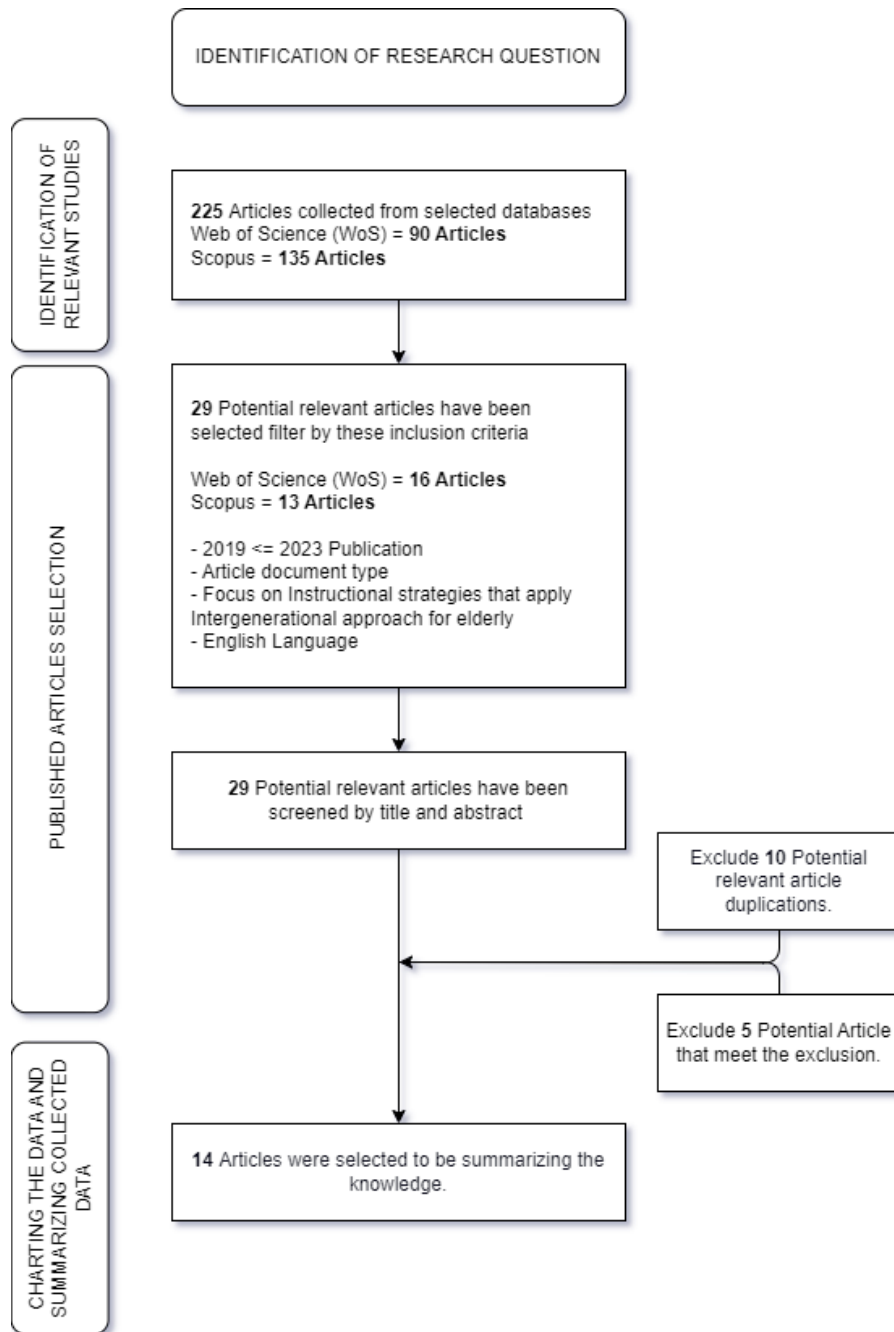 IDENTIFICATION OF RESEARCH QUESTION
IDENTIFICATION OF
RELEVANT STUDIES
225 Articles collected from selected databases
Web of Science (WoS) = 90 Articles
Scopus = 135 Articles
PUBLISHED ARTICLES SELECTION
29 Potential relevant articles have been
selected filter by these inclusion criteria
Web of Science (WoS) = 16 Articles
Scopus = 13 Articles
- 2019 <= 2023 Publication
- Article document type
- Focus on Instructional strategies that apply
Intergenerational approach for elderly
- English Language
29 Potential relevant articles have been
screened by title and abstract
Exclude 10 Potential
relevant article
duplications.
Exclude 5 Potential Article
that meet the exclusion.
CHARTING THE DATA AND
SUMMARIZING COLLECTED
DATA
14 Articles were selected to be summarizing the
knowledge.